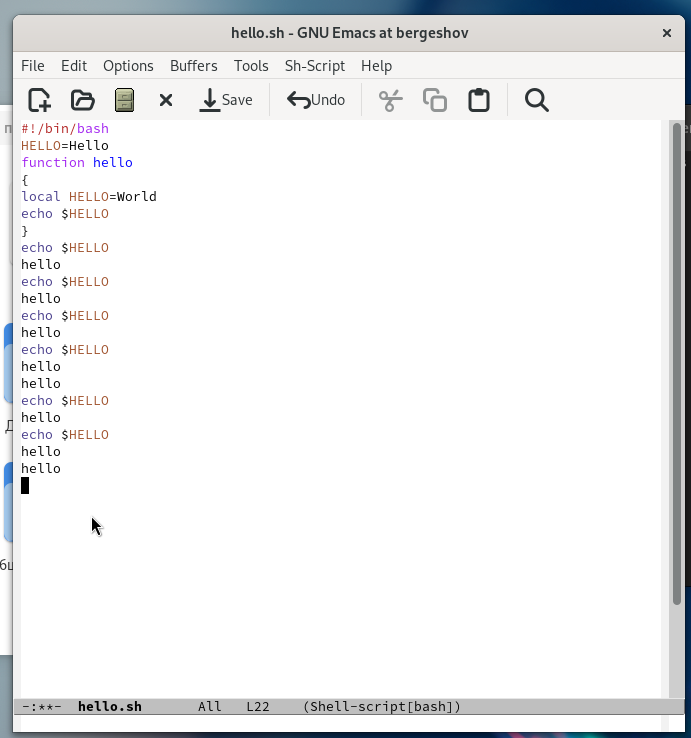 hello.sh - GNU Emacs at bergeshov
File Edit Options Buffers Tools Sh-Script Help
Save Undo
#!/bin/bash
HELLO=Hello
function hello
{
local HELLO=World
echo $HELLO
}
echo $HELLO
hello
echo $HELLO
hello
echo $HELLO
hello
echo $HELLO
hello
hello
echo $HELLO
hello
echo $HELLO
hello
hello
-:**- hello.sh All L22 (Shell-script[bash])